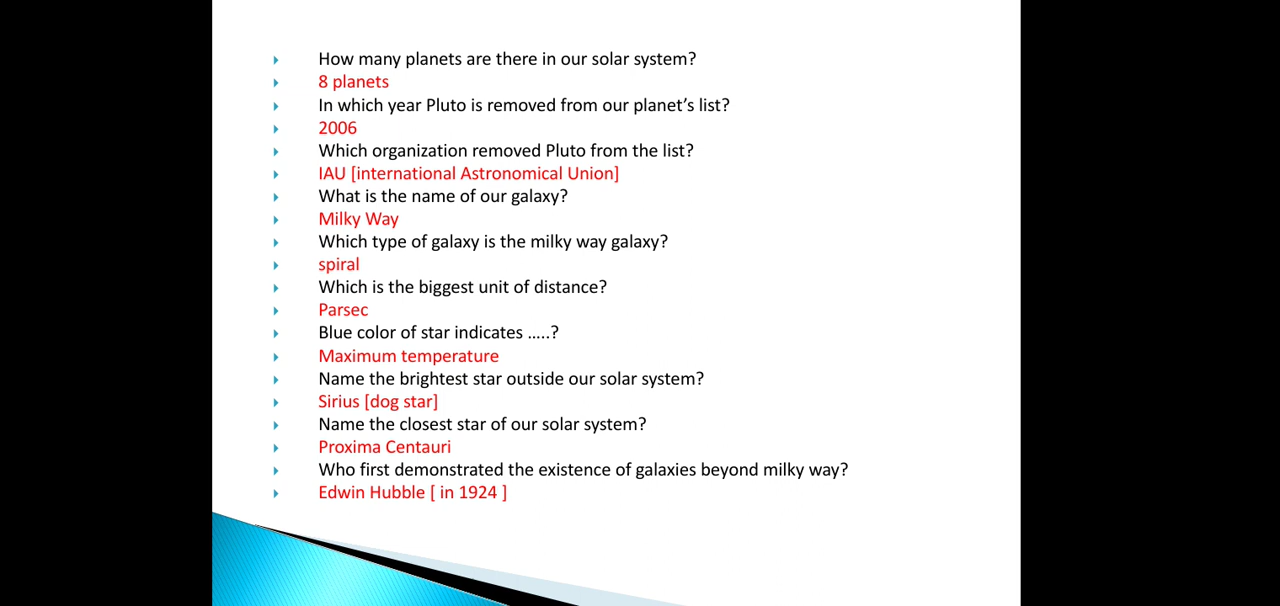 How many planets are there in our solar system?
8 planets
In which year Pluto is removed from our planet’s list?
2006
Which organization removed Pluto from the list?
IAU [international Astronomical Union]
What is the name of our galaxy?
Milky Way
Which type of galaxy is the milky way galaxy?
spiral
Which is the biggest unit of distance?
Parsec
Blue color of star indicates …..?
Maximum temperature
Name the brightest star outside our solar system?
Sirius [dog star]
Name the closest star of our solar system?
Proxima Centauri
Who first demonstrated the existence of galaxies beyond milky way?
Edwin Hubble [ in 1924 ]